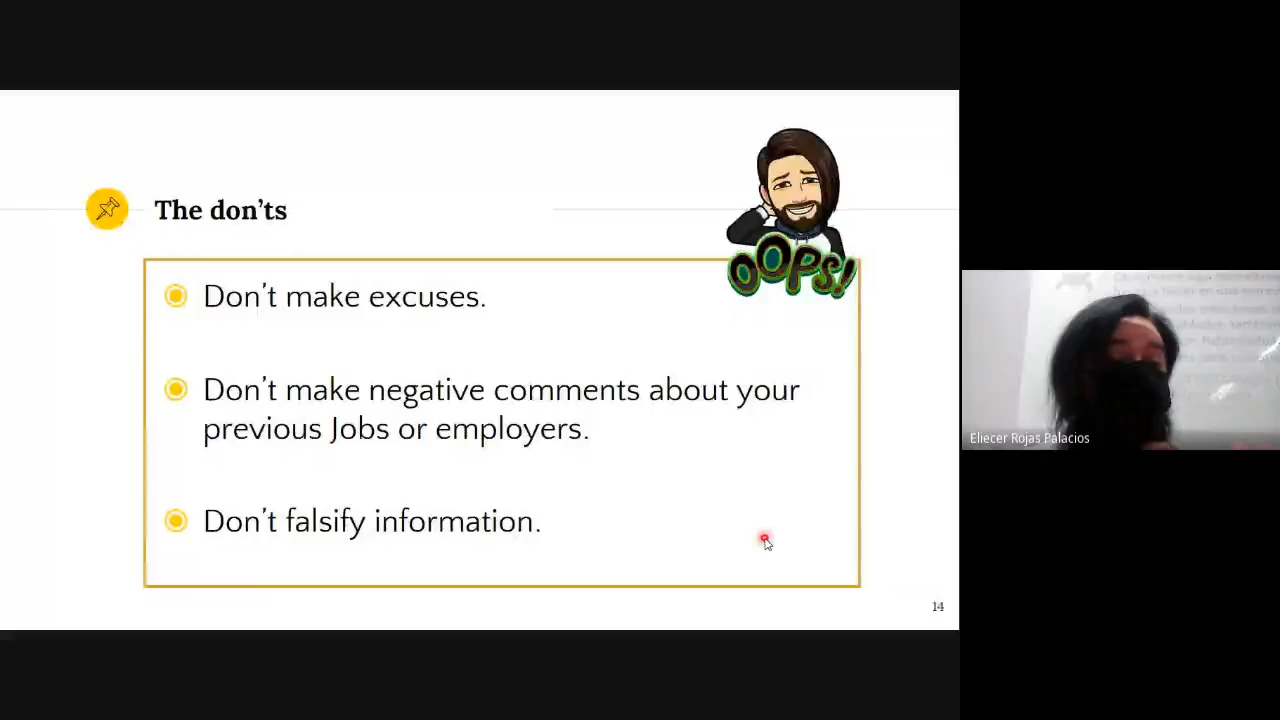 The don'ts
OOPS!
Don't make excuses.
Don't make negative comments about your
previous Jobs or employers.
Don't falsify information.
14
Eliecer Rojas Palacios